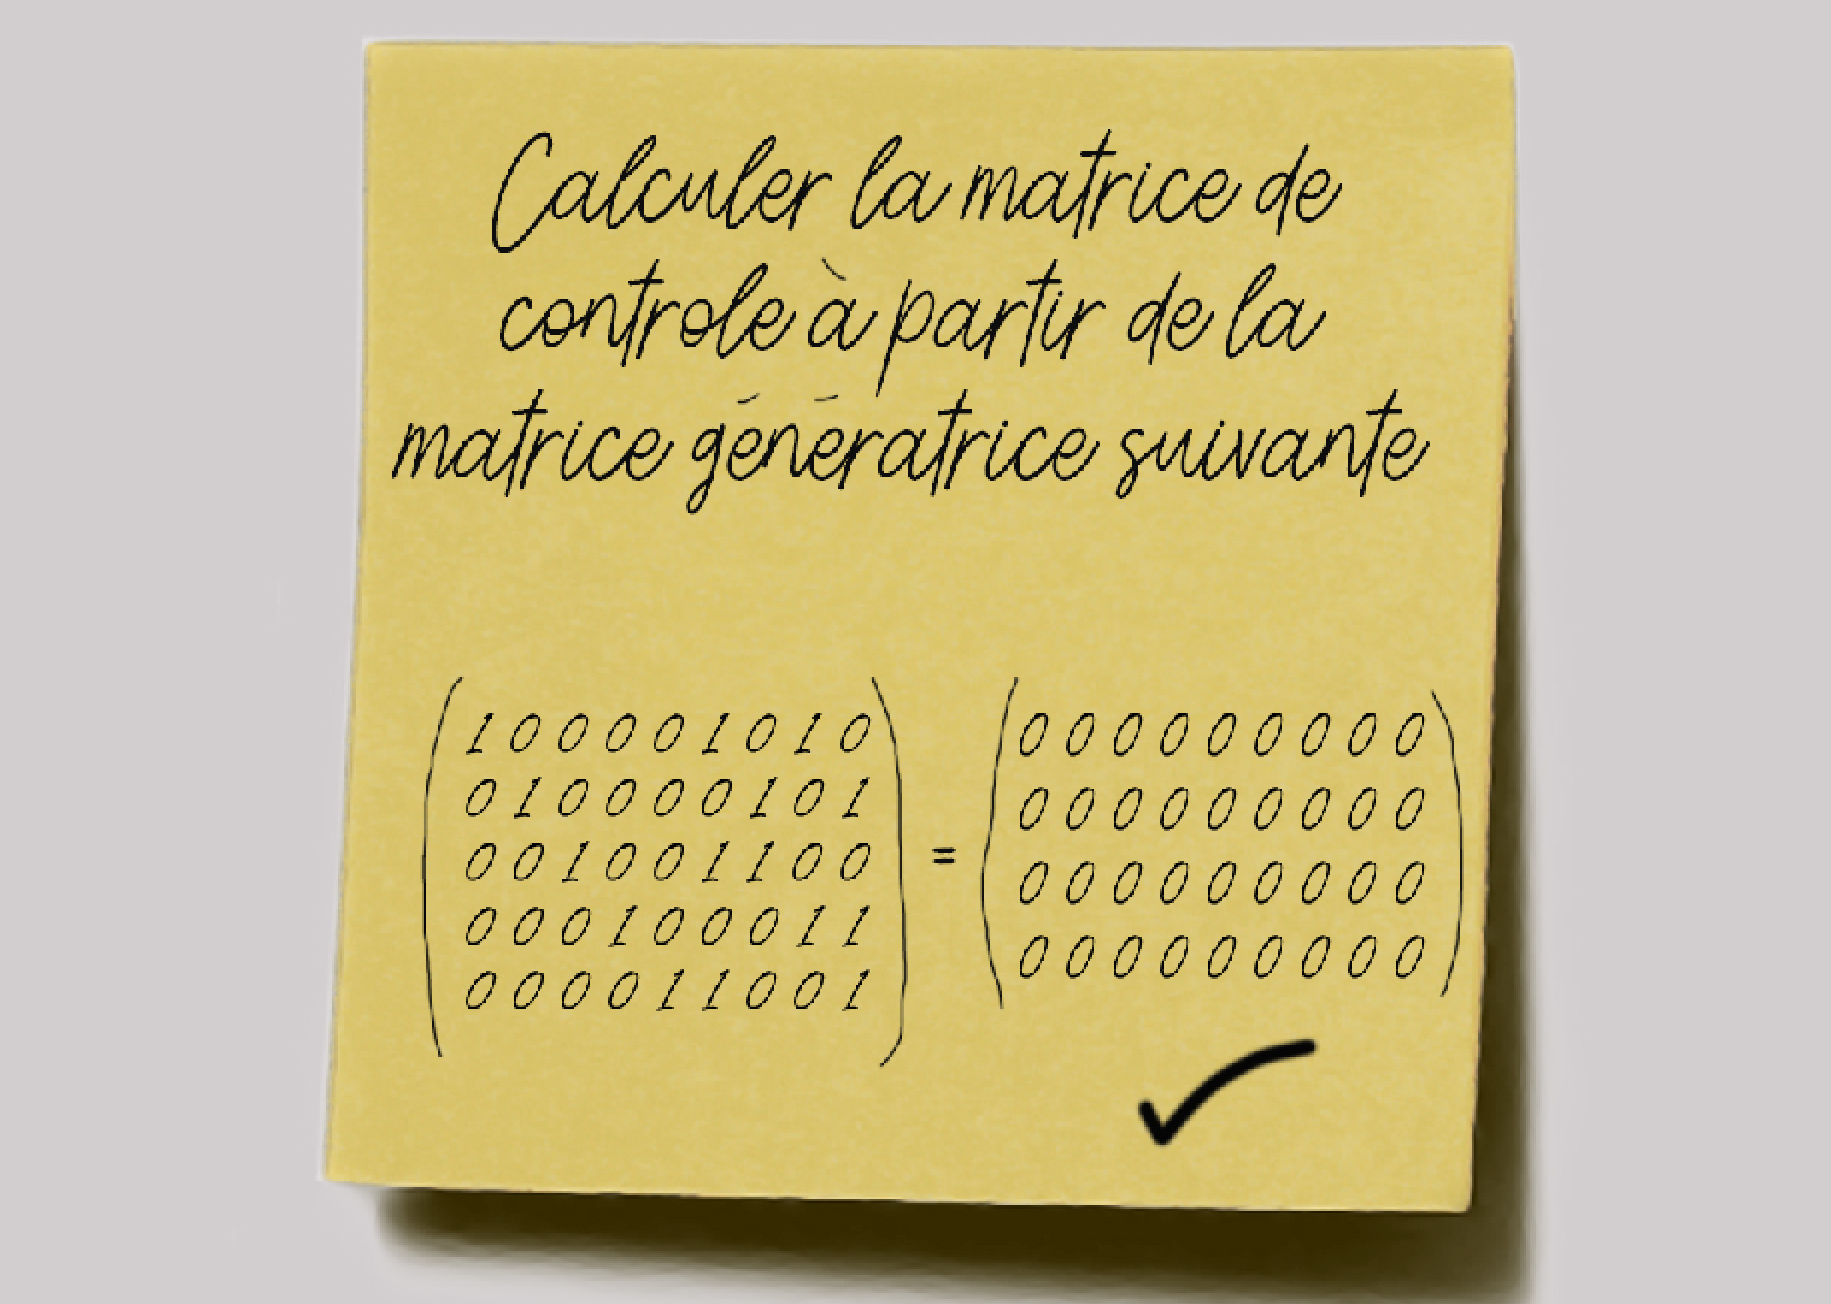 Calculer la matrice de
controle à partir de la
matrice génératrice suivante
1 0 0 0 0 1 0 1 0
0 1 0 0 0 0 1 0 1
0 0 1 0 0 1 1 0 0
0 0 0 1 0 0 0 1 1
0 0 0 0 1 1 0 0 1
=
0 0 0 0 0 0 0 0 0
0 0 0 0 0 0 0 0 0
0 0 0 0 0 0 0 0 0
0 0 0 0 0 0 0 0 0